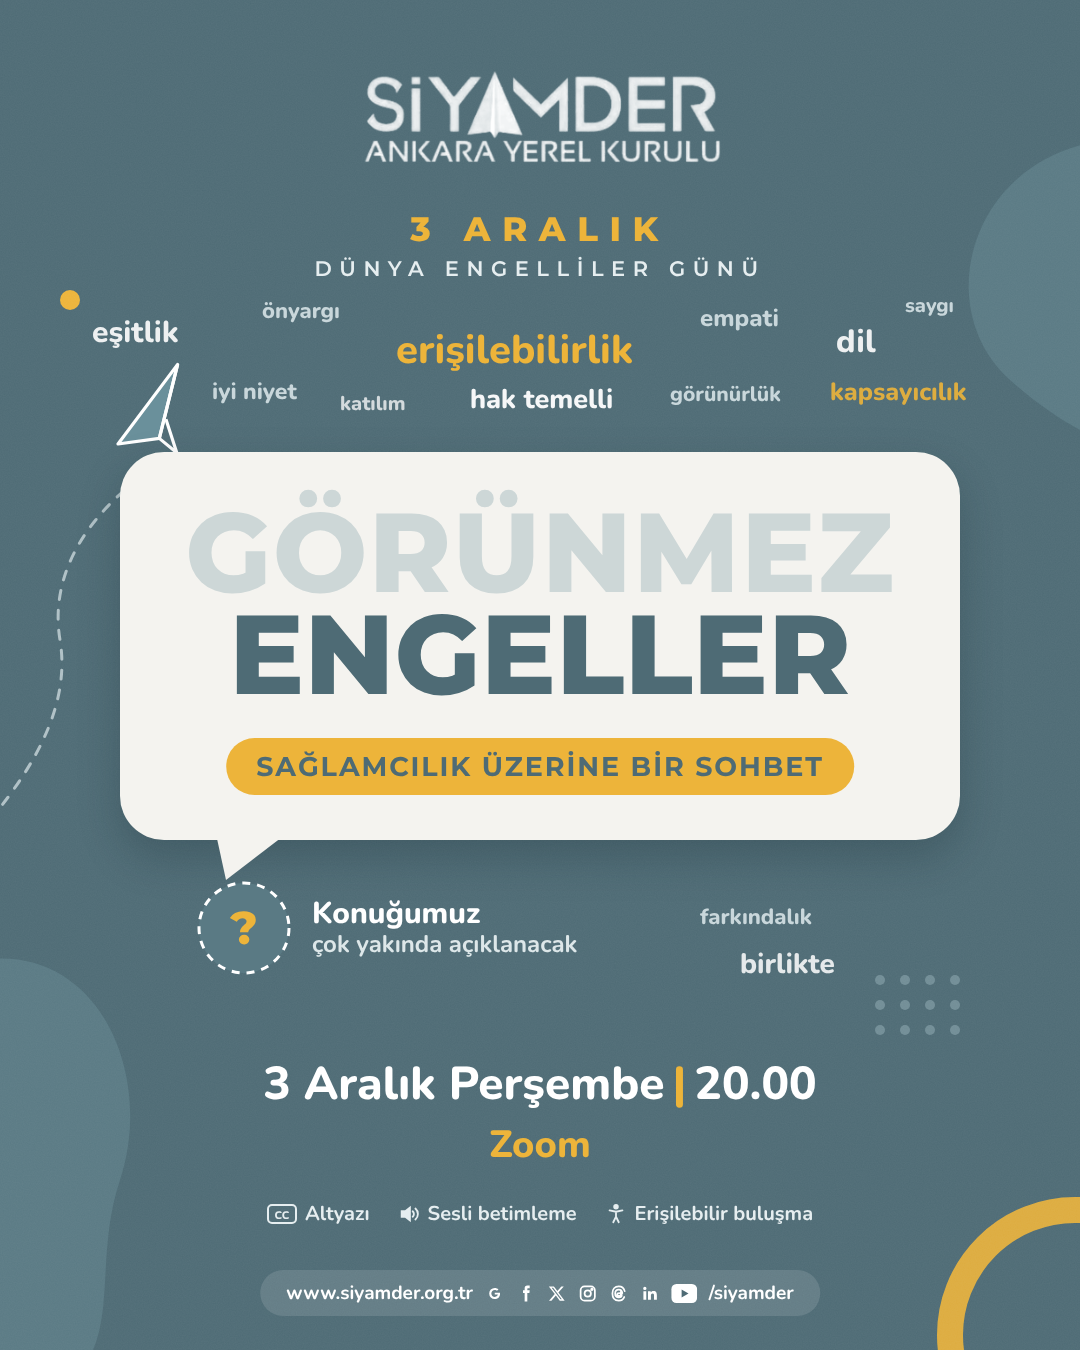 SİYAMDER
ANKARA YEREL KURULU
3 ARALIK
DÜNYA ENGELLİLER GÜNÜ
eşitlik
önyargı
erişilebilirlik
empati
saygı
dil
iyi niyet
katılım
hak temelli
görünürlük
kapsayıcılık
GÖRÜNMEZ
ENGELLER
SAĞLAMCILIK ÜZERİNE BİR SOHBET
?
Konuğumuz
çok yakında açıklanacak
farkındalık
birlikte
3 Aralık Perşembe | 20.00
Zoom
CC Altyazı Sesli betimleme Erişilebilir buluşma
www.siyamder.org.tr G f X in /siyamder